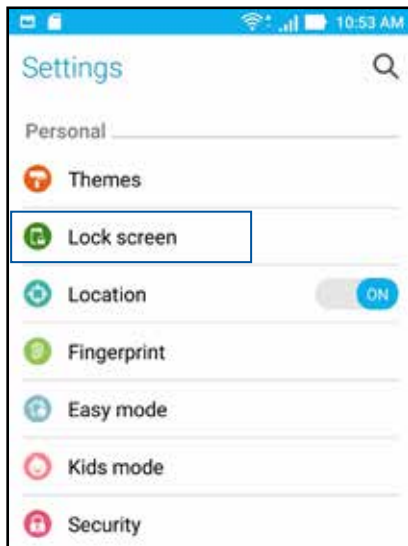 10:53 AM
Settings
Personal
Themes
Lock screen
Location
ON
Fingerprint
Easy mode
Kids mode
Security